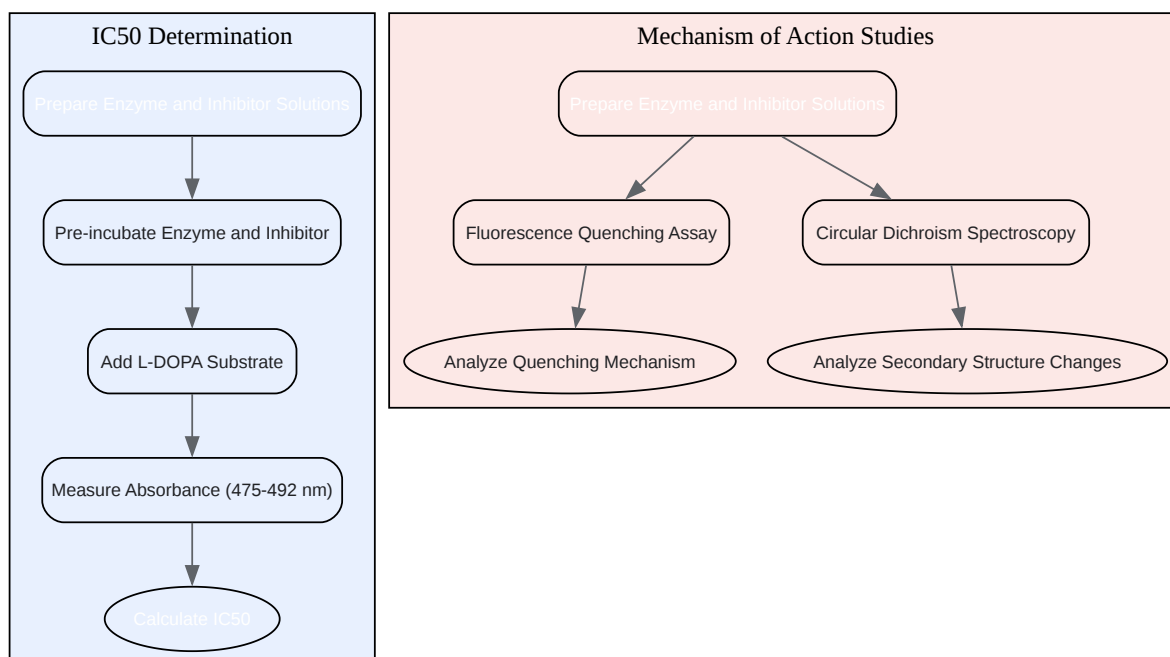 IC50 Determination
Prepare Enzyme and Inhibitor Solutions
Pre-incubate Enzyme and Inhibitor
Add L-DOPA Substrate
Measure Absorbance (475-492 nm)
Calculate IC50
Mechanism of Action Studies
Prepare Enzyme and Inhibitor Solutions
Fluorescence Quenching Assay
Circular Dichroism Spectroscopy
Analyze Quenching Mechanism
Analyze Secondary Structure Changes